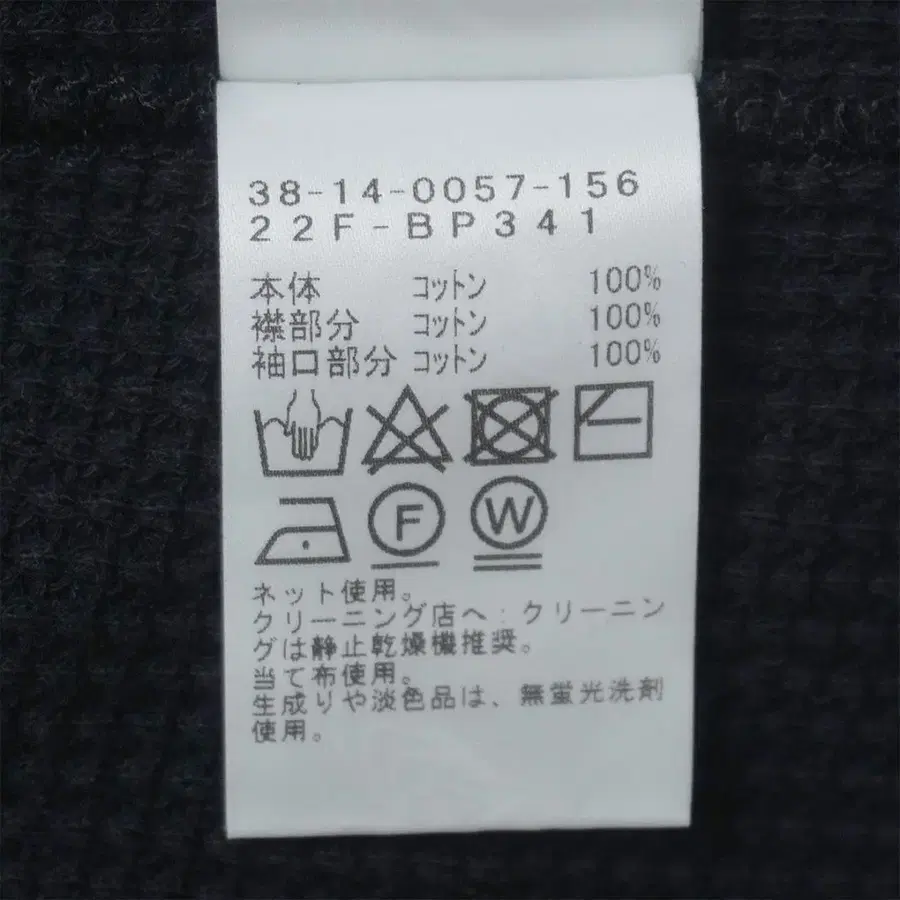 38-14-0057-156
22F-BP341
本体 コットン 100%
襟部分 コットン 100%
袖口部分 コットン 100%
F
W
ネット使用。
クリーニング店へ:クリーニン
グは静止乾燥機推奨。
当て布使用。
生成りや淡色品は、無蛍光洗剤
使用。